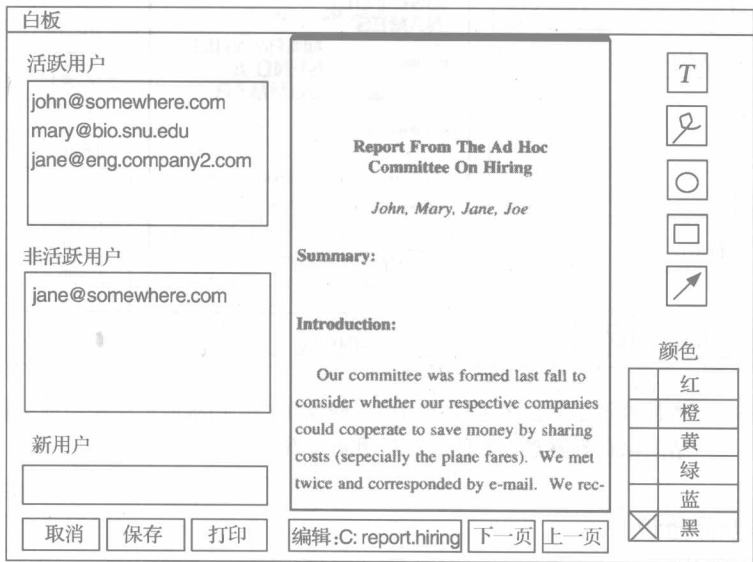 白板
活跃用户
john@somewhere.com
mary@bio.snu.edu
jane@eng.company2.com
非活跃用户
jane@somewhere.com
新用户
取消
保存
打印
Report From The Ad Hoc
Committee On Hiring
John, Mary, Jane, Joe
Summary:
Introduction:
Our committee was formed last fall to
consider whether our respective companies
could cooperate to save money by sharing
costs (sepecially the plane fares). We met
twice and corresponded by e-mail. We rec-
编辑:C: report.hiring
下一页
上一页
T
颜色
红
橙
黄
绿
蓝
黑